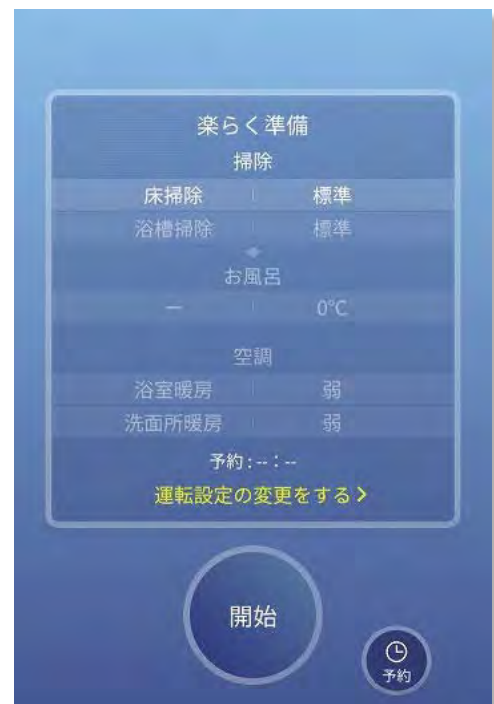 楽らく準備
掃除
床掃除 標準
浴槽掃除 標準
お風呂
ー 0℃
空調
浴室暖房 弱
洗面所暖房 弱
予約:--:--
運転設定の変更をする>
開始
予約